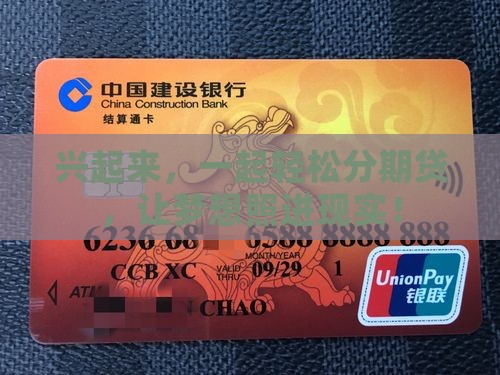 中国建设银行
China Construction Bank
结算通卡
兴起来，一起轻松分期贷
，让梦想照进现实！
6236 68 6588 8888 888
MONTH/YEAR
CCB XC VALID THRU 09/29 1
ATM
CHAO
UnionPay
银联